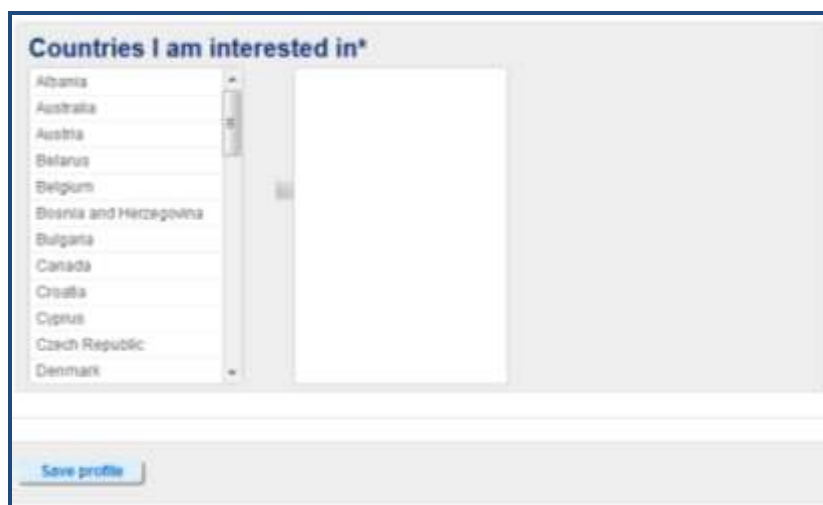 Countries I am interested in*
Albania
Australia
Austria
Belarus
Belgium
Bosnia and Herzegovina
Bulgaria
Canada
Croatia
Cyprus
Czech Republic
Denmark
Save profile